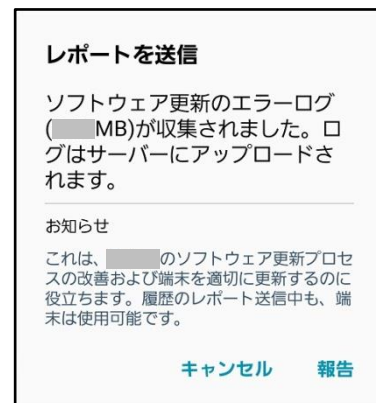 レポートを送信
ソフトウェア更新のエラーログ
(MB)が収集されました。ロ
グはサーバーにアップロードさ
れます。
お知らせ
これは、のソフトウェア更新プロセ
スの改善および端末を適切に更新するのに
役立ちます。履歴のレポート送信中も、端
末は使用可能です。
キャンセル 報告